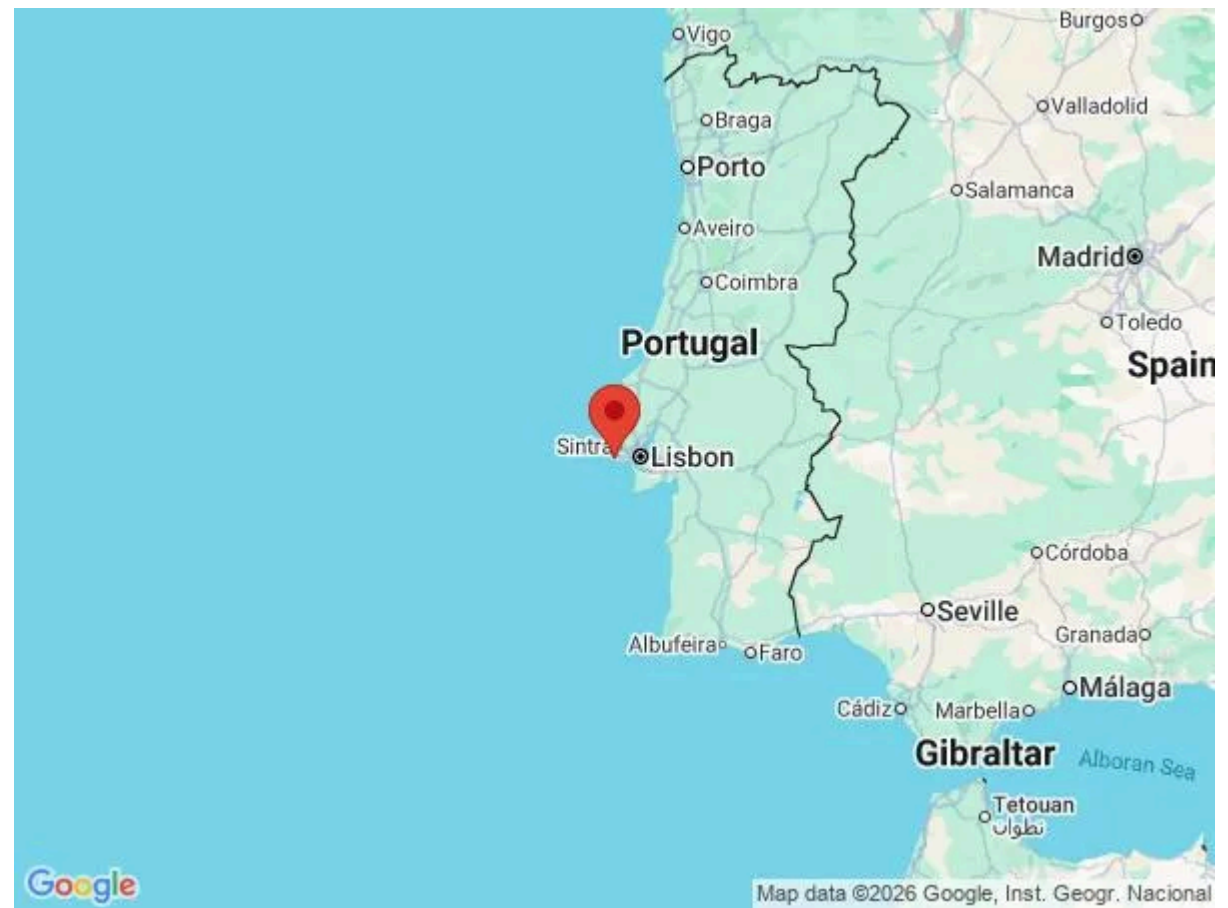 Burgos
Vigo
Valladolid
Braga
Porto
Salamanca
Aveiro
Madrid
Coimbra
Toledo
Portugal
Spain
Sintra
Lisbon
Córdoba
Seville
Granada
Albufeira
Faro
Málaga
Cádiz
Marbella
Gibraltar
Alboran Sea
Tetouan
تطوان
Google
Map data ©2026 Google, Inst. Geogr. Nacional